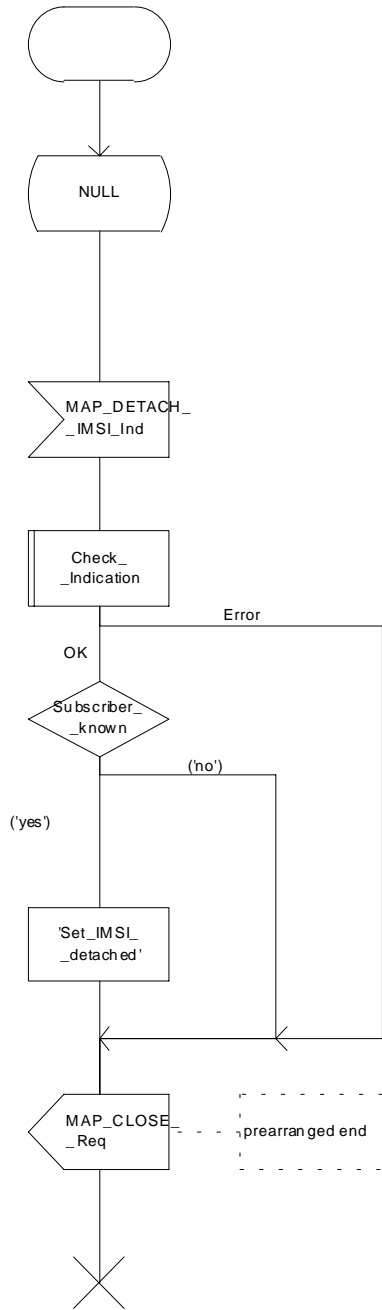 NULL
MAP_DETACH_
_IMSI_Ind
Check_
_Indication
Error
OK
Subscriber_
_known
('no')
('yes')
'Set_IMSI_
_detached'
MAP_CLOSE_
_Req
prearranged end